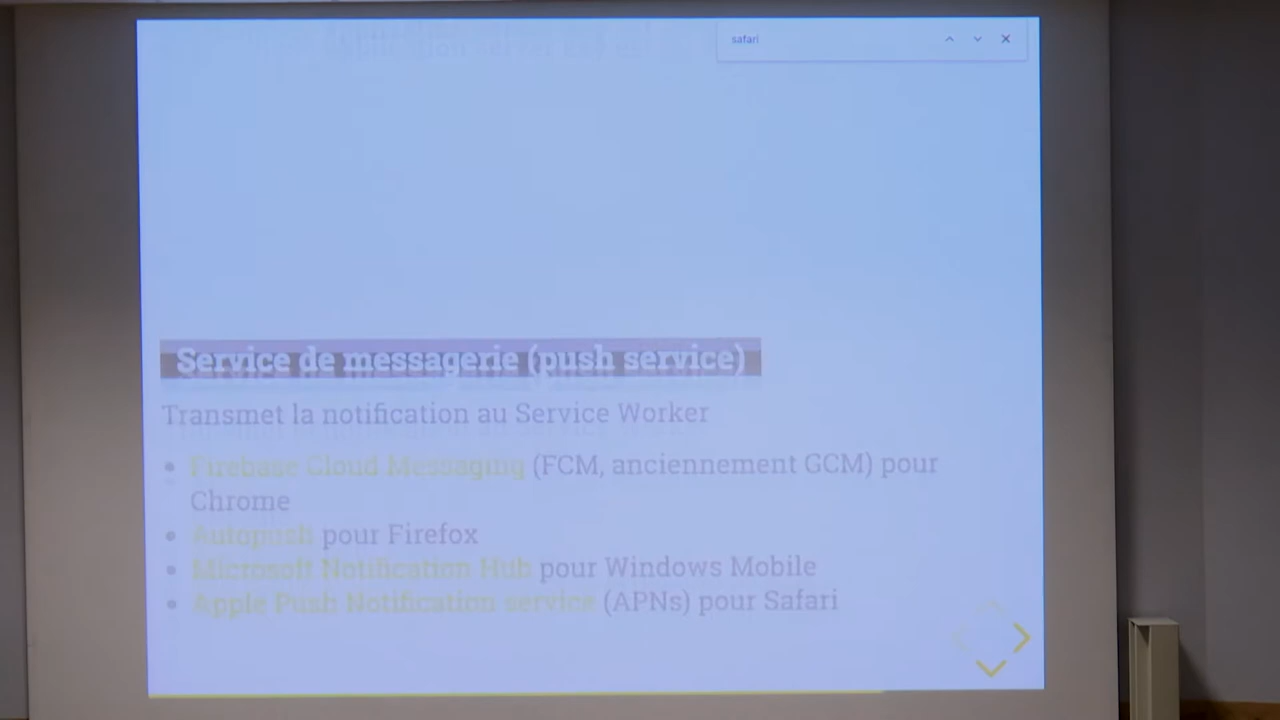 safari
Service de messagerie (push service)
Transmet la notification au Service Worker
Firebase Cloud Messaging (FCM, anciennement GCM) pour
Chrome
Autopush pour Firefox
Microsoft Notification Hub pour Windows Mobile
Apple Push Notification service (APNs) pour Safari